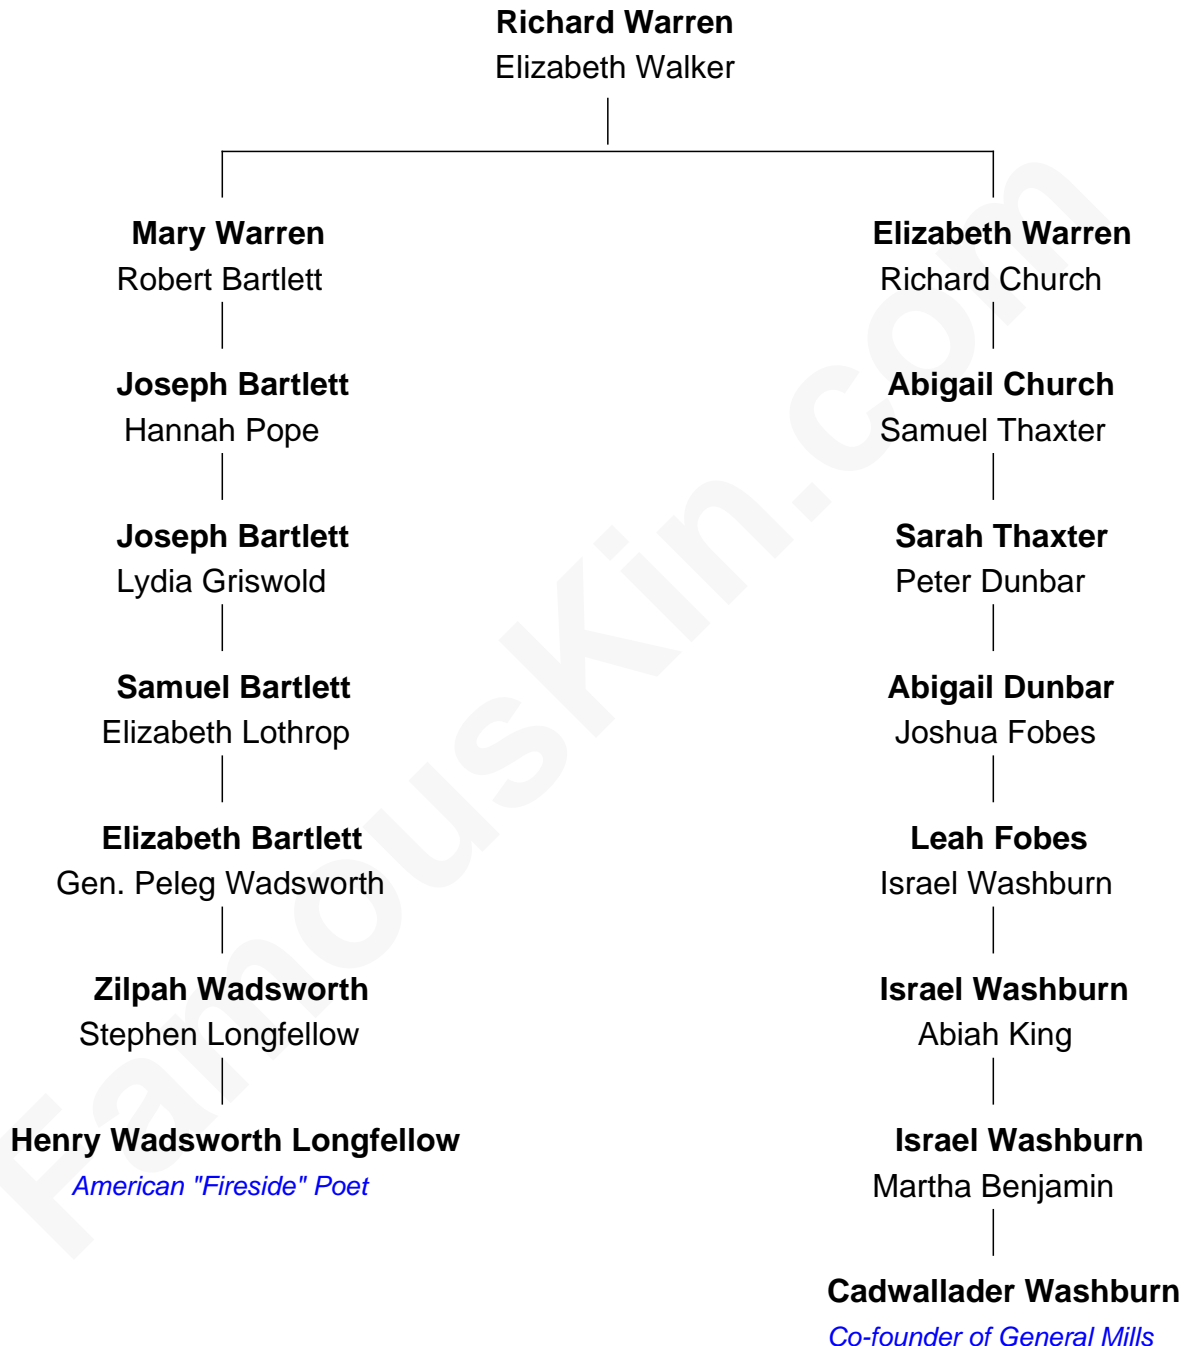 Richard Warren
Elizabeth Walker
Mary Warren
Robert Bartlett
Joseph Bartlett
Hannah Pope
Joseph Bartlett
Lydia Griswold
Samuel Bartlett
Elizabeth Lothrop
Elizabeth Bartlett
Gen. Peleg Wadsworth
Zilpah Wadsworth
Stephen Longfellow
Henry Wadsworth Longfellow
American "Fireside" Poet
Elizabeth Warren
Richard Church
Abigail Church
Samuel Thaxter
Sarah Thaxter
Peter Dunbar
Abigail Dunbar
Joshua Fobes
Leah Fobes
Israel Washburn
Israel Washburn
Abiah King
Israel Washburn
Martha Benjamin
Cadwallader Washburn
Co-founder of General Mills
FamousKin.com